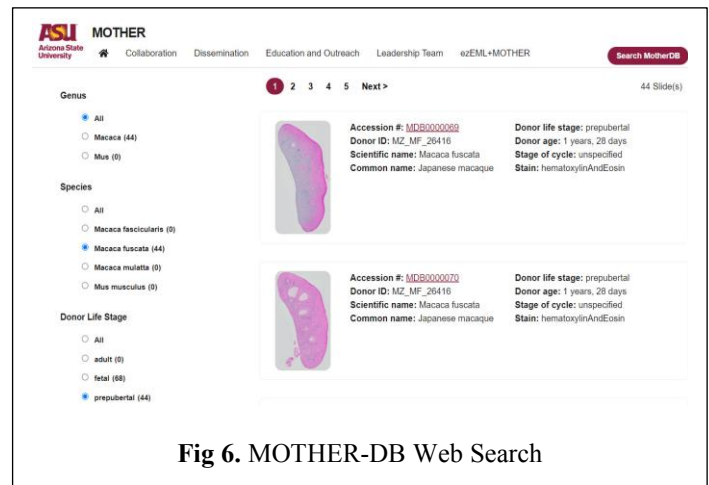 ASU
Arizona State
University
MOTHER
Collaboration Dissemination Education and Outreach Leadership Team ezEML+MOTHER Search MotherDB
1 2 3 4 5 Next > 44 Slide(s)
Genus
All
Macaca (44)
Mus (0)
Species
All
Macaca fascicularis (0)
Macaca fuscata (44)
Macaca mulatta (0)
Mus musculus (0)
Donor Life Stage
All
adult (0)
fetal (68)
prepubertal (44)
Accession #: MDB0000069 Donor life stage: prepubertal
Donor ID: MZ_MF_26416 Donor age: 1 years, 28 days
Scientific name: Macaca fuscata Stage of cycle: unspecified
Common name: Japanese macaque Stain: hematoxylinAndEosin
Accession #: MDB0000070 Donor life stage: prepubertal
Donor ID: MZ_MF_26416 Donor age: 1 years, 28 days
Scientific name: Macaca fuscata Stage of cycle: unspecified
Common name: Japanese macaque Stain: hematoxylinAndEosin
Fig 6. MOTHER-DB Web Search